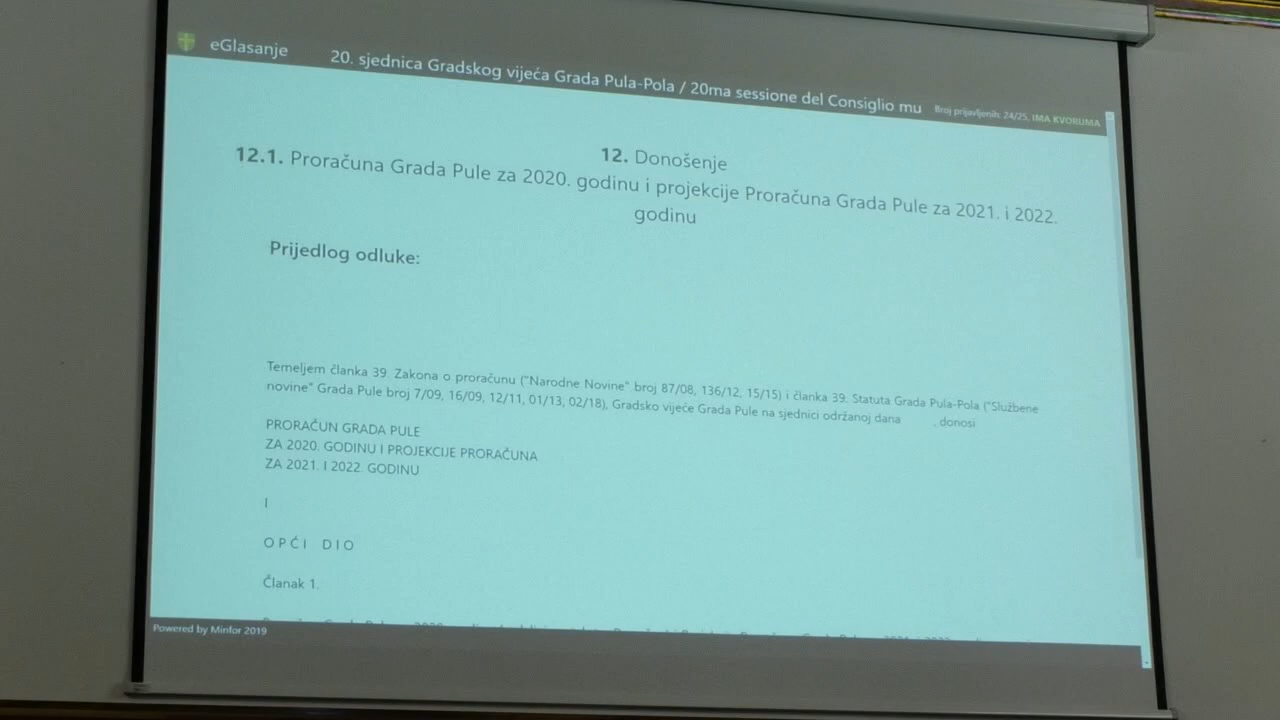 eGlasanje
20. sjednica Gradskog vijeća Grada Pula-Pola / 20ma sessione del Consiglio mu
Broj prijavljenih: 24/25, IMA KVORUMA
12. Donošenje
12.1. Proračuna Grada Pule za 2020. godinu i projekcije Proračuna Grada Pule za 2021. i 2022.
godinu
Prijedlog odluke:
Temeljem članka 39. Zakona o proračunu ("Narodne Novine" broj 87/08, 136/12, 15/15) i članka 39. Statuta Grada Pula-Pola ("Službene
novine" Grada Pule broj 7/09, 16/09, 12/11, 01/13, 02/18), Gradsko vijeće Grada Pule na sjednici održanoj dana , donosi
PRORAČUN GRADA PULE
ZA 2020. GODINU I PROJEKCIJE PRORAČUNA
ZA 2021. I 2022. GODINU
I
OPĆI DIO
Članak 1.
Powered by Minfor 2019